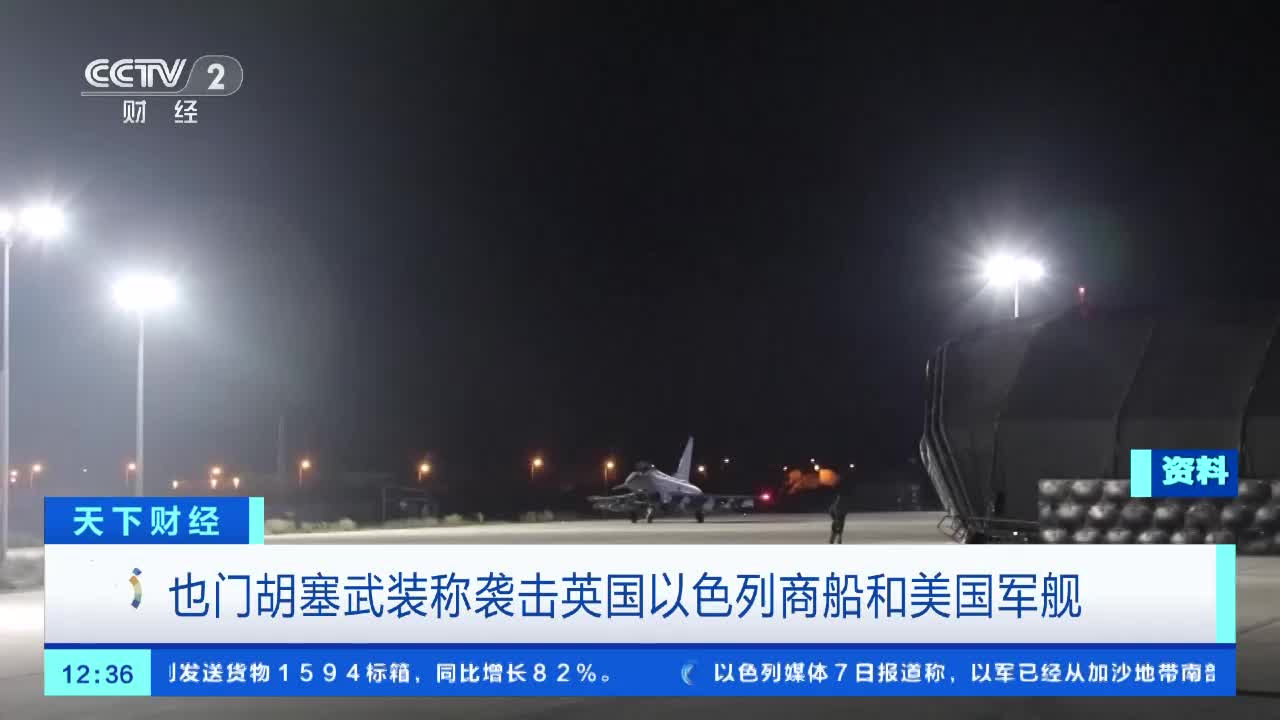 CCTV 2
财 经
资料
天下财经
也门胡塞武装称袭击英国以色列商船和美国军舰
12:36
发送货物1594标箱，同比增长82%。 以色列媒体7日报道称，以军已经从加沙地带南